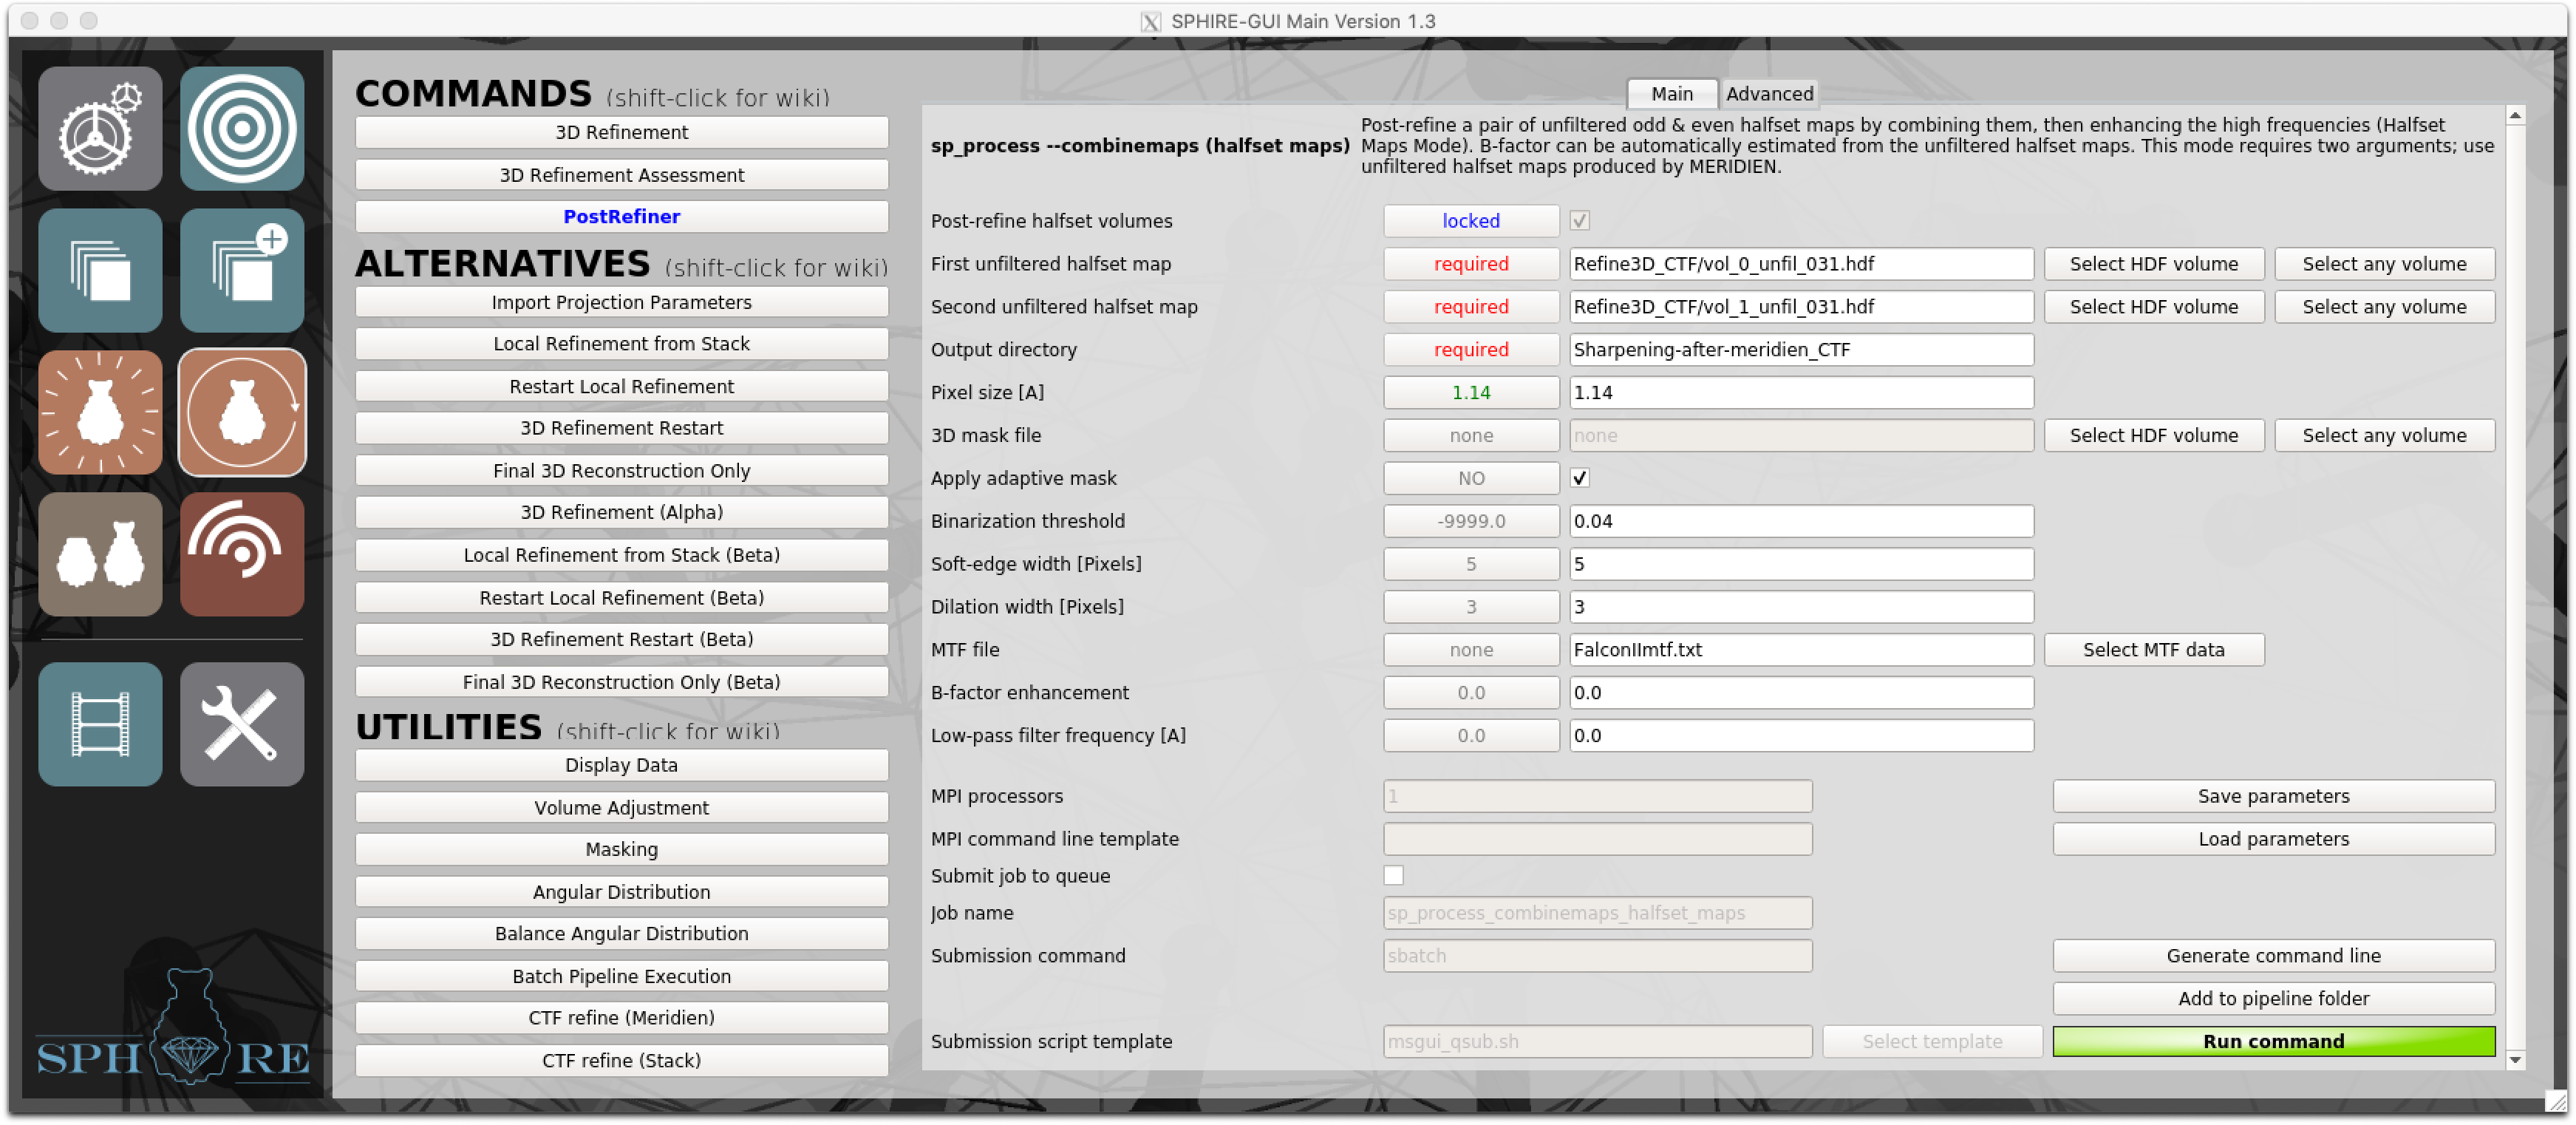 SPHIRE-GUI Main Version 1.3
COMMANDS (shift-click for wiki)
3D Refinement
3D Refinement Assessment
PostRefiner
ALTERNATIVES (shift-click for wiki)
Import Projection Parameters
Local Refinement from Stack
Restart Local Refinement
3D Refinement Restart
Final 3D Reconstruction Only
3D Refinement (Alpha)
Local Refinement from Stack (Beta)
Restart Local Refinement (Beta)
3D Refinement Restart (Beta)
Final 3D Reconstruction Only (Beta)
UTILITIES (shift-click for wiki)
Display Data
Volume Adjustment
Masking
Angular Distribution
Balance Angular Distribution
Batch Pipeline Execution
CTF refine (Meridien)
CTF refine (Stack)
SPH RE
Main Advanced
sp_process --combinemaps (halfset maps)
Post-refine a pair of unfiltered odd & even halfset maps by combining them, then enhancing the high frequencies (Halfset
Maps Mode). B-factor can be automatically estimated from the unfiltered halfset maps. This mode requires two arguments; use
unfiltered halfset maps produced by MERIDIEN.
Post-refine halfset volumes locked
First unfiltered halfset map required Refine3D_CTF/vol_0_unfil_031.hdf Select HDF volume Select any volume
Second unfiltered halfset map required Refine3D_CTF/vol_1_unfil_031.hdf Select HDF volume Select any volume
Output directory required Sharpening-after-meridien_CTF
Pixel size [A] 1.14 1.14
3D mask file none none Select HDF volume Select any volume
Apply adaptive mask NO
Binarization threshold -9999.0 0.04
Soft-edge width [Pixels] 5 5
Dilation width [Pixels] 3 3
MTF file none FalconIImtf.txt Select MTF data
B-factor enhancement 0.0 0.0
Low-pass filter frequency [A] 0.0 0.0
MPI processors 1 Save parameters
MPI command line template Load parameters
Submit job to queue
Job name sp_process_combinemaps_halfset_maps
Submission command sbatch Generate command line
Add to pipeline folder
Submission script template msgui_qsub.sh Select template Run command